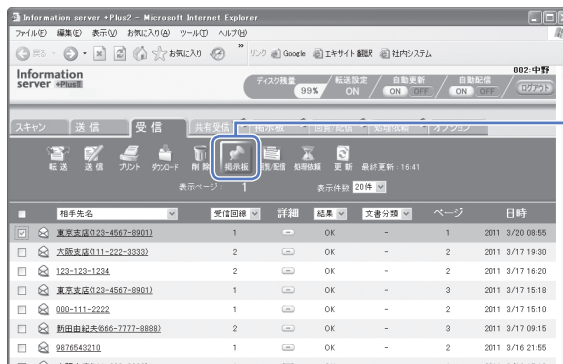 Information server +Plus2 - Microsoft Internet Explorer
ファイル(F) 編集(E) 表示(V) お気に入り(A) ツール(T) ヘルプ(H)
戻る お気に入り » リンク Google エキサイト 翻訳 社内システム
Information server +PlusII
ディスク残量 99% 転送設定 ON 自動更新 ON OFF 自動配信 ON OFF 002:中野 ログアウト
スキャン 送信 受信 共有受信 掲示板 回覧/配信 処理依頼 オプション
転送 送信 プリント ダウンロード 削除 掲示板 回覧/配信 処理依頼 更新 最終更新:16:41
表示ページ: 1 表示件数 20件
相手先名 受信回線 詳細 結果 文書分類 ページ 日時
東京支店(123-4567-8901) 1 OK - 1 2011 3/20 08:55
大阪支店(111-222-3333) 2 OK - 2 2011 3/17 19:30
123-123-1234 2 OK - 2 2011 3/17 16:20
東京支店(123-4567-8901) 1 OK - 3 2011 3/17 15:18
000-111-2222 1 OK - 2 2011 3/17 15:10
新田由紀夫(666-7777-8888) 2 OK - 3 2011 3/17 09:15
9876543210 1 OK - 2 2011 3/16 21:55